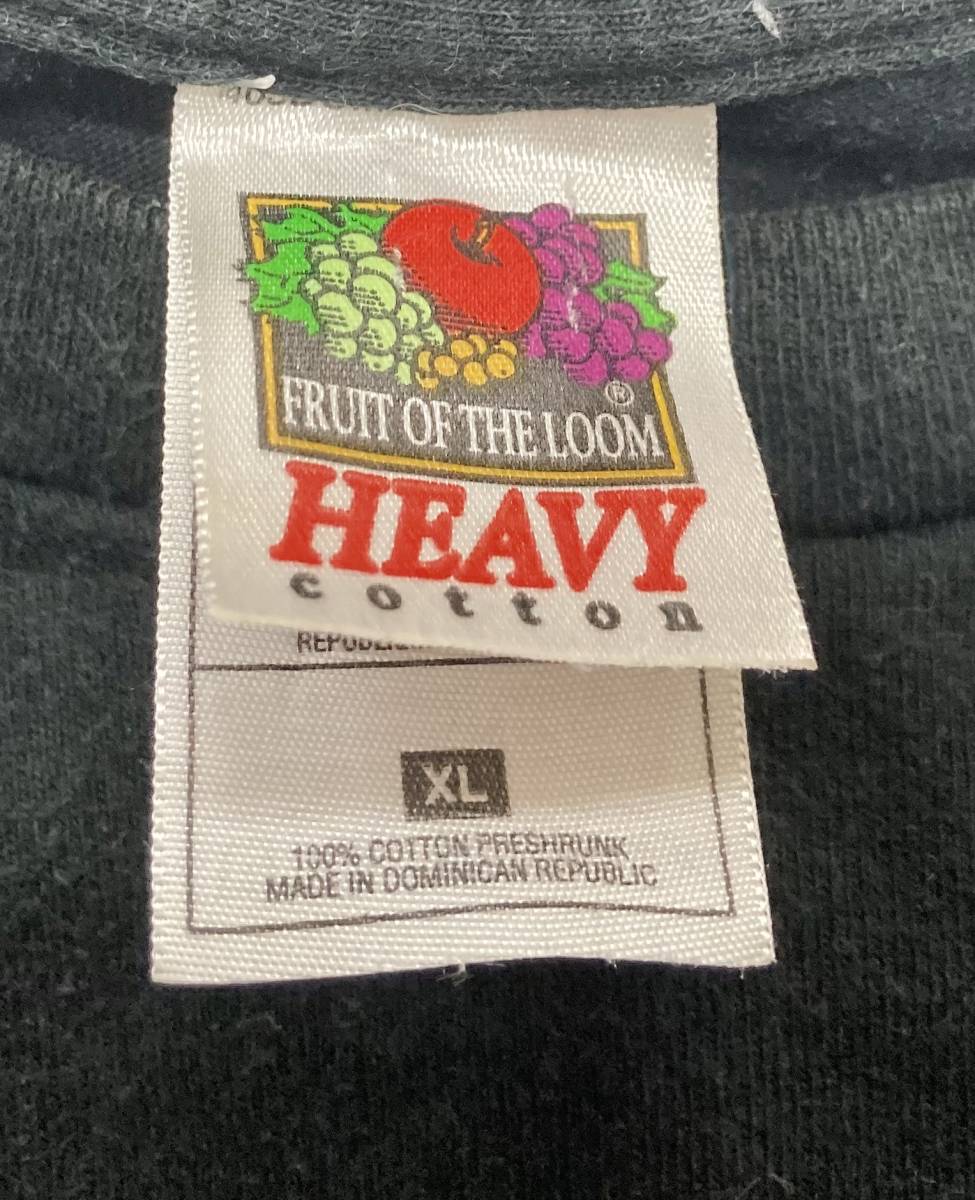 FRUIT OF THE LOOM ®
HEAVY
cotton
XL
100% COTTON PRESHRUNK
MADE IN DOMINICAN REPUBLIC